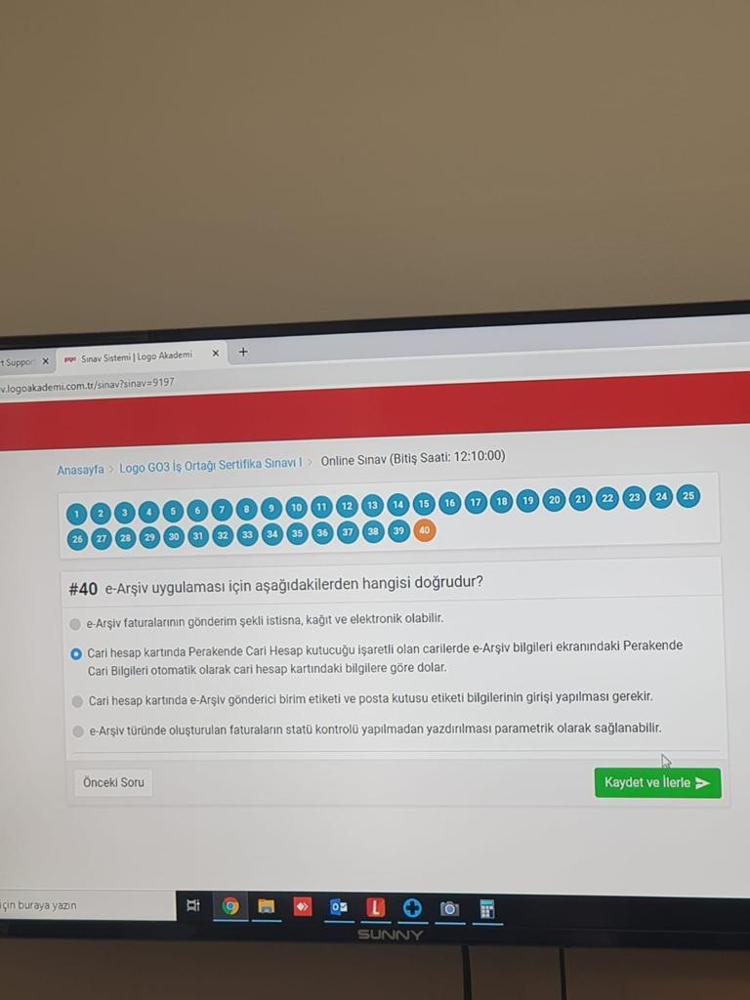 t Suppor
logo Sınav Sistemi | Logo Akademi
v.logoakademi.com.tr/sinav?sinav=9197
Anasayfa > Logo GO3 İş Ortağı Sertifika Sınavı I > Online Sınav (Bitiş Saati: 12:10:00)
1 2 3 4 5 6 7 8 9 10 11 12 13 14 15 16 17 18 19 20 21 22 23 24 25
26 27 28 29 30 31 32 33 34 35 36 37 38 39 40
#40 e-Arşiv uygulaması için aşağıdakilerden hangisi doğrudur?
e-Arşiv faturalarının gönderim şekli istisna, kağıt ve elektronik olabilir.
Cari hesap kartında Perakende Cari Hesap kutucuğu işaretli olan carilerde e-Arşiv bilgileri ekranındaki Perakende
Cari Bilgileri otomatik olarak cari hesap kartındaki bilgilere göre dolar.
Cari hesap kartında e-Arşiv gönderici birim etiketi ve posta kutusu etiketi bilgilerinin girişi yapılması gerekir.
e-Arşiv türünde oluşturulan faturaların statü kontrolü yapılmadan yazdırılması parametrik olarak sağlanabilir.
Önceki Soru
Kaydet ve İlerle
için buraya yazın
SUNNY